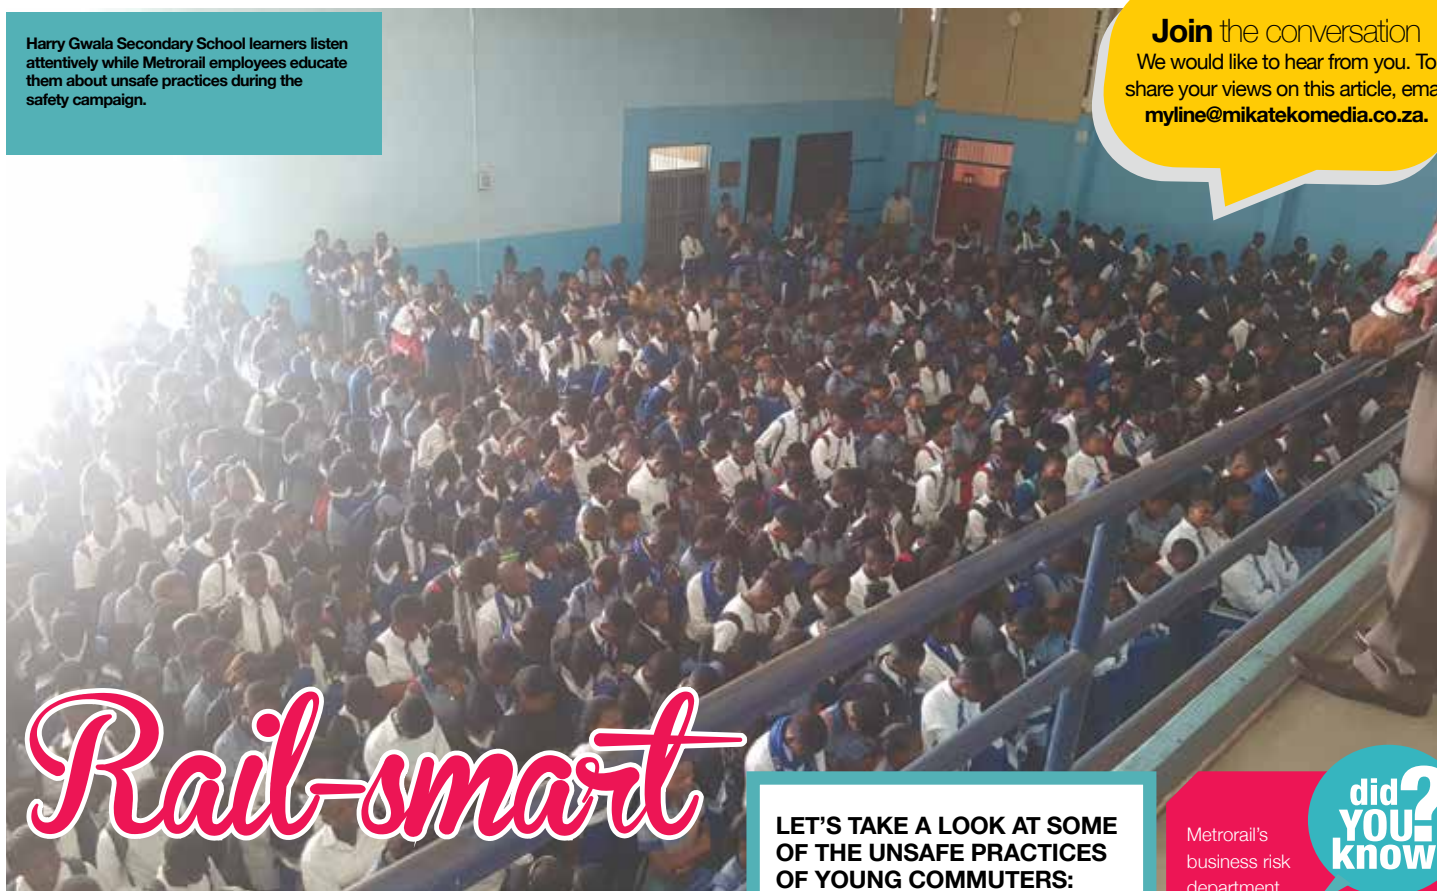 Harry Gwala Secondary School learners listen
attentively while Metrorail employees educate
them about unsafe practices during the
safety campaign.
Join the conversation
We would like to hear from you. To
share your views on this article, ema
myline@mikatekomedia.co.za.
Rail-smart
LET'S TAKE A LOOK AT SOME
OF THE UNSAFE PRACTICES
OF YOUNG COMMUTERS:
Metrorail's
business risk
department
did
YOU?
know